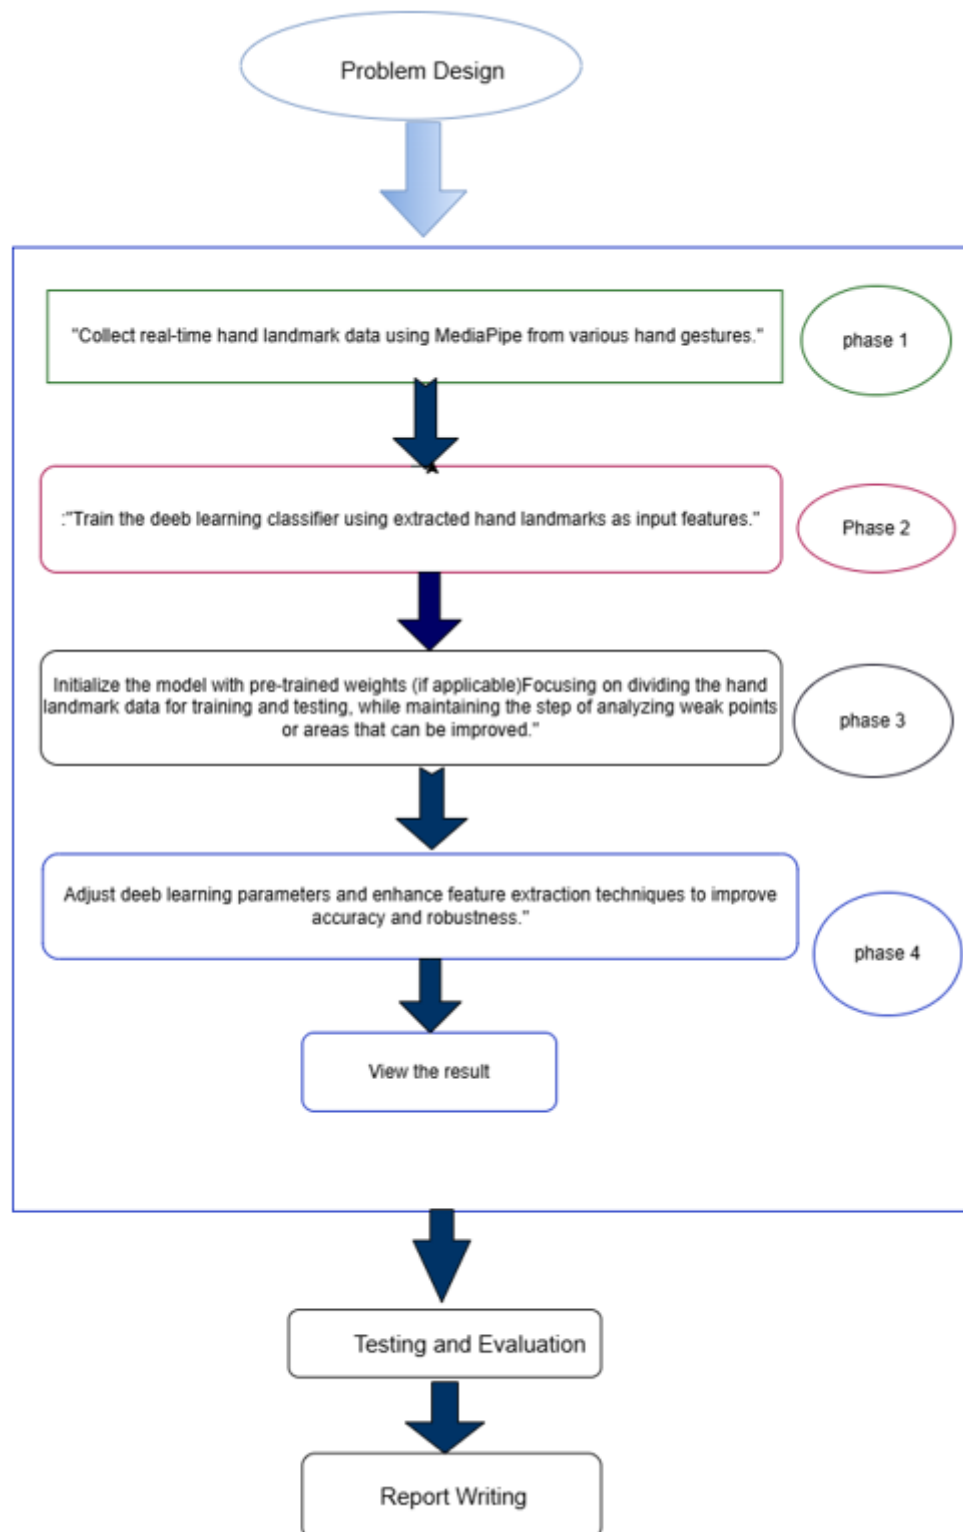 Problem Design
"Collect real-time hand landmark data using MediaPipe from various hand gestures."
phase 1
:"Train the deeb learning classifier using extracted hand landmarks as input features."
Phase 2
Initialize the model with pre-trained weights (if applicable)Focusing on dividing the hand
landmark data for training and testing, while maintaining the step of analyzing weak points
or areas that can be improved."
phase 3
Adjust deeb learning parameters and enhance feature extraction techniques to improve
accuracy and robustness."
phase 4
View the result
Testing and Evaluation
Report Writing